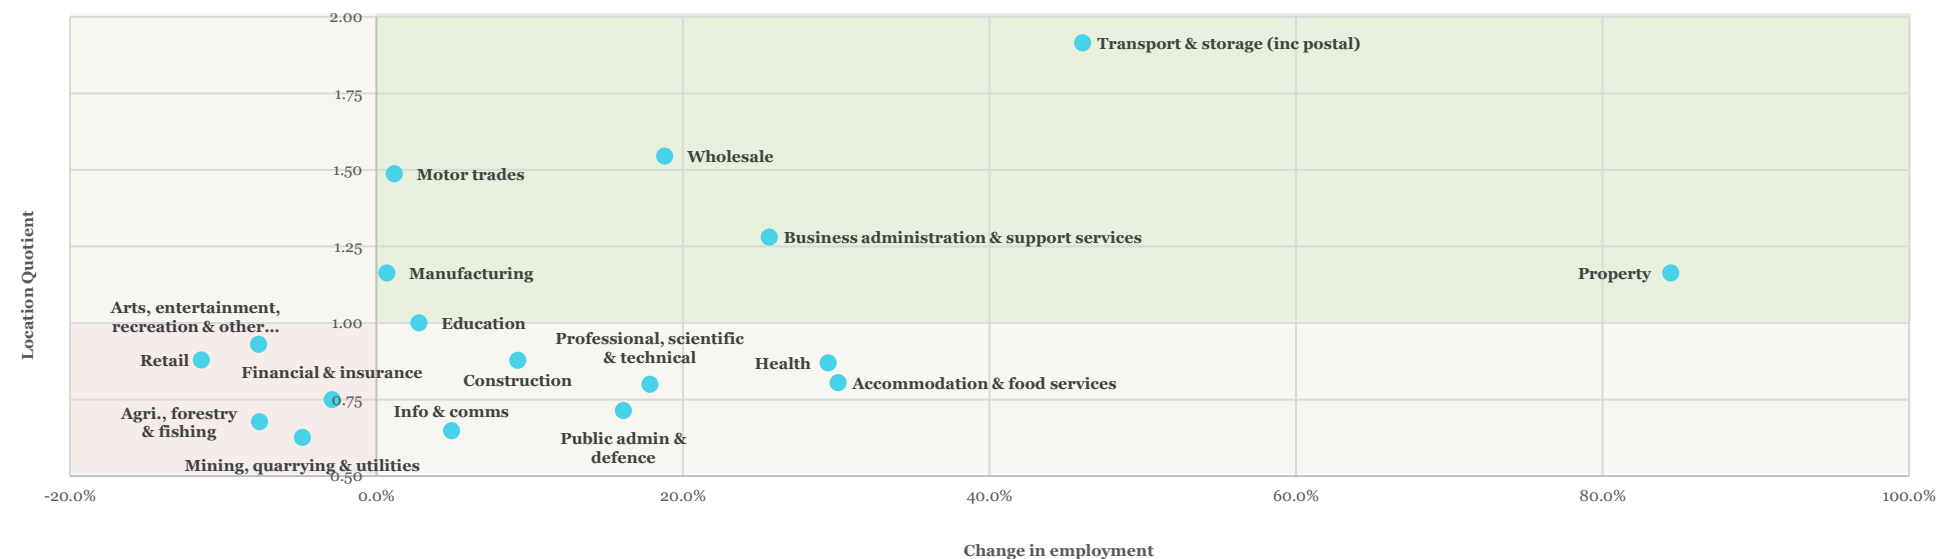 2.00
Transport & storage (inc postal)
1.75
Wholesale
1.50
Motor trades
1.25
Business administration & support services
Manufacturing
Property
Arts, entertainment,
recreation & other...
1.00
Education
Professional, scientific
& technical
Retail
Health
Financial & insurance
Construction
Accommodation & food services
0.75
Agri., forestry
& fishing
Info & comms
Public admin &
defence
Mining, quarrying & utilities
0.50
-20.0%
0.0%
20.0%
40.0%
60.0%
80.0%
100.0%
Location Quotient
Change in employment